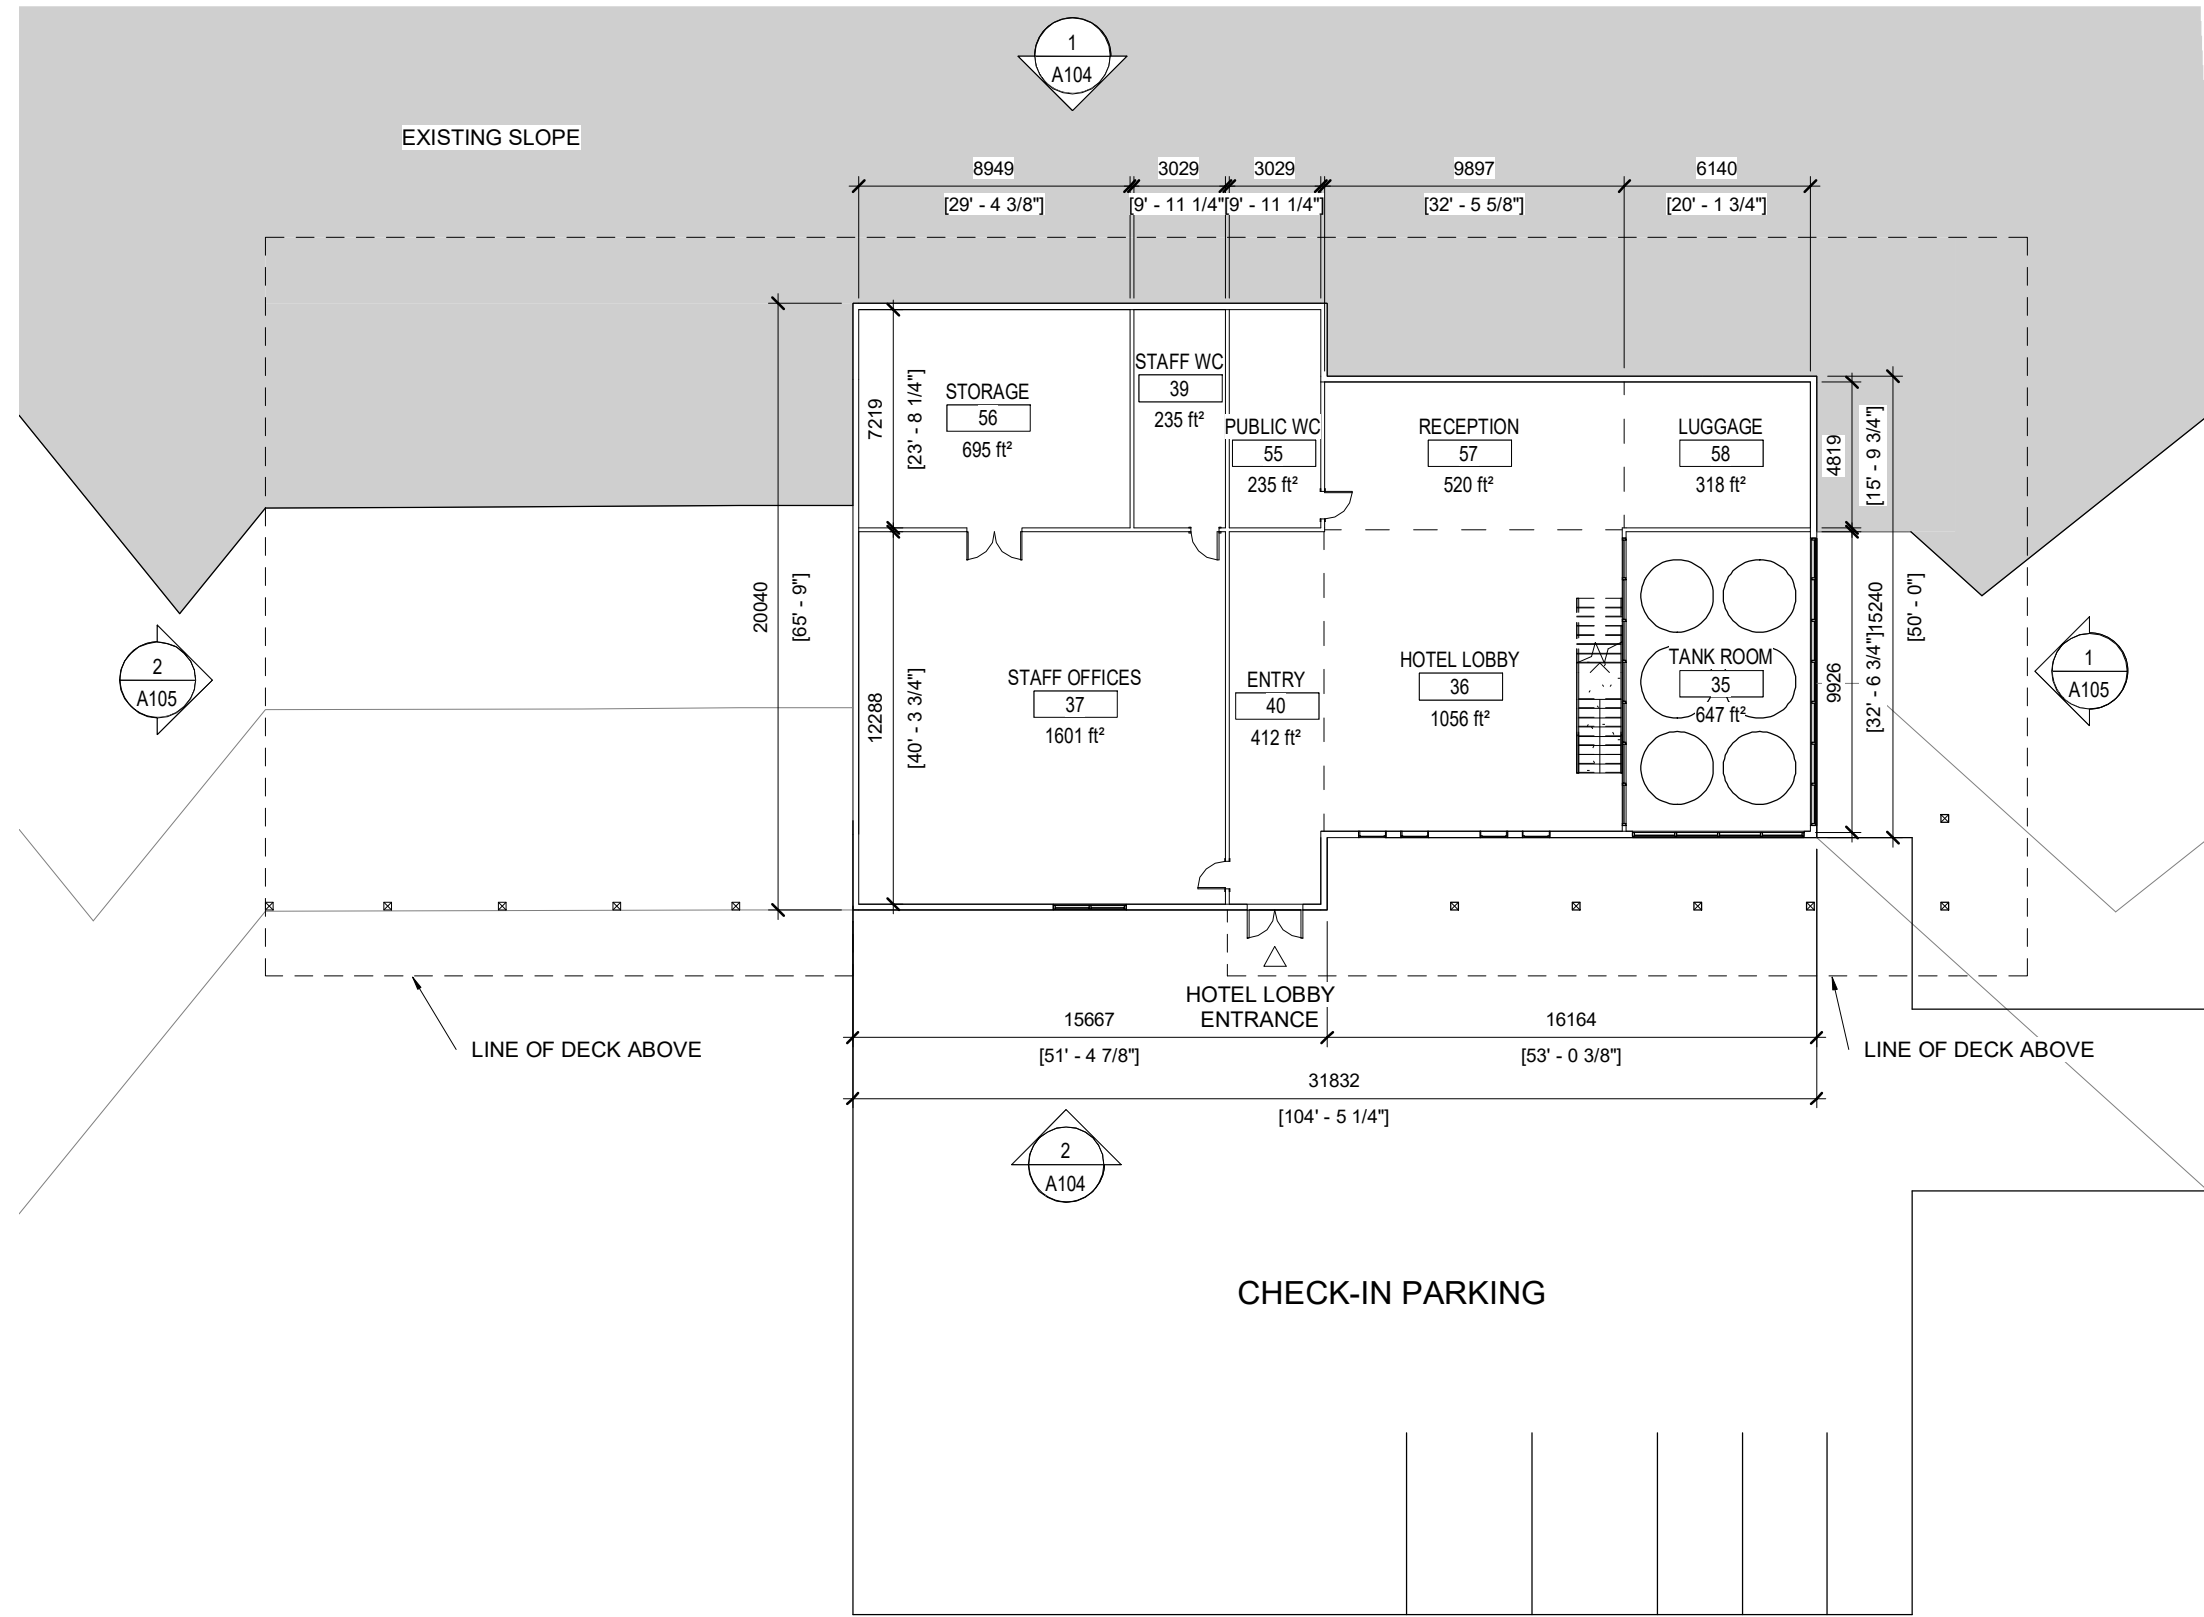 1
A104
EXISTING SLOPE
8949
[29' - 4 3/8"]
3029
[9' - 11 1/4"]
3029
[9' - 11 1/4"]
9897
[32' - 5 5/8"]
6140
[20' - 1 3/4"]
STORAGE
56
695 ft²
STAFF WC
39
235 ft²
PUBLIC WC
55
235 ft²
RECEPTION
57
520 ft²
LUGGAGE
58
318 ft²
7219
[23' - 8 1/4"]
4819
[15' - 9 3/4"]
20040
[65' - 9"]
12288
[40' - 3 3/4"]
9926
[32' - 6 3/4"]
15240
[50' - 0"]
2
A105
STAFF OFFICES
37
1601 ft²
ENTRY
40
412 ft²
HOTEL LOBBY
36
1056 ft²
TANK ROOM
35
647 ft²
1
A105
HOTEL LOBBY
ENTRANCE
LINE OF DECK ABOVE
15667
[51' - 4 7/8"]
16164
[53' - 0 3/8"]
LINE OF DECK ABOVE
31832
[104' - 5 1/4"]
2
A104
CHECK-IN PARKING